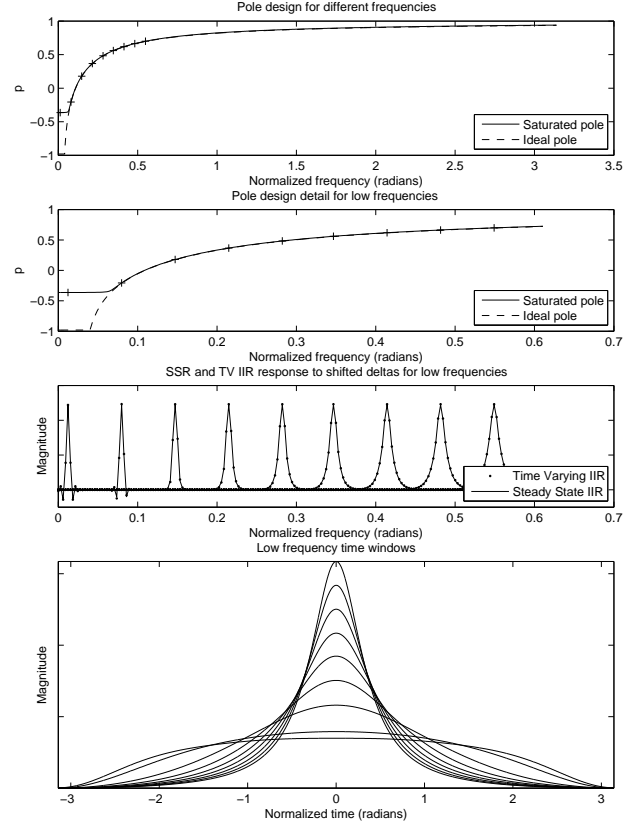 Pole design for different frequencies
1
0.5
0
−0.5
−1
p
0 0.5 1 1.5 2 2.5 3 3.5
Normalized frequency (radians)
Saturated pole
Ideal pole
Pole design detail for low frequencies
1
0.5
0
−0.5
−1
p
0 0.1 0.2 0.3 0.4 0.5 0.6 0.7
Normalized frequency (radians)
Saturated pole
Ideal pole
SSR and TV IIR response to shifted deltas for low frequencies
Magnitude
0 0.1 0.2 0.3 0.4 0.5 0.6 0.7
Normalized frequency (radians)
Time Varying IIR
Steady State IIR
Low frequency time windows
Magnitude
−3 −2 −1 0 1 2 3
Normalized time (radians)